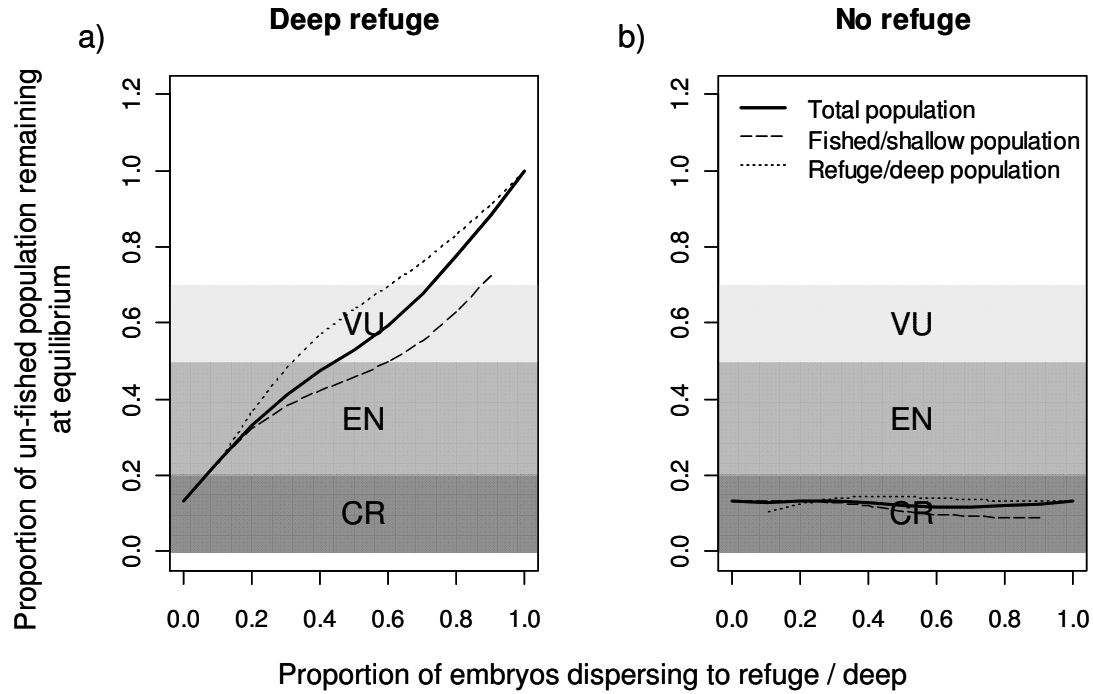 Deep refuge
No refuge
a)
b)
Proportion of un-fished population remaining
at equilibrium
1.2
1.0
0.8
0.6
0.4
0.2
0.0
VU
EN
CR
0.0 0.2 0.4 0.6 0.8 1.0
Total population
Fished/shallow population
Refuge/deep population
1.2
1.0
0.8
0.6
0.4
0.2
0.0
VU
EN
CR
0.0 0.2 0.4 0.6 0.8 1.0
Proportion of embryos dispersing to refuge / deep